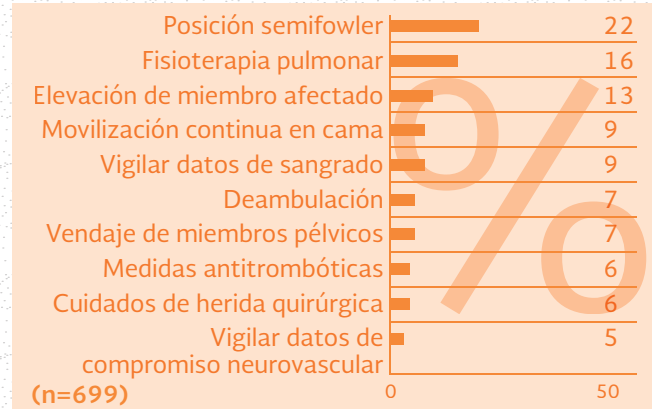 Posición semifowler 22
Fisioterapia pulmonar 16
Elevación de miembro afectado 13
Movilización continua en cama 9
Vigilar datos de sangrado 9
Deambulación 7
Vendaje de miembros pélvicos 7
Medidas antitrombóticas 6
Cuidados de herida quirúrgica 6
Vigilar datos de 5
compromiso neurovascular
(n=699) 0 50
%